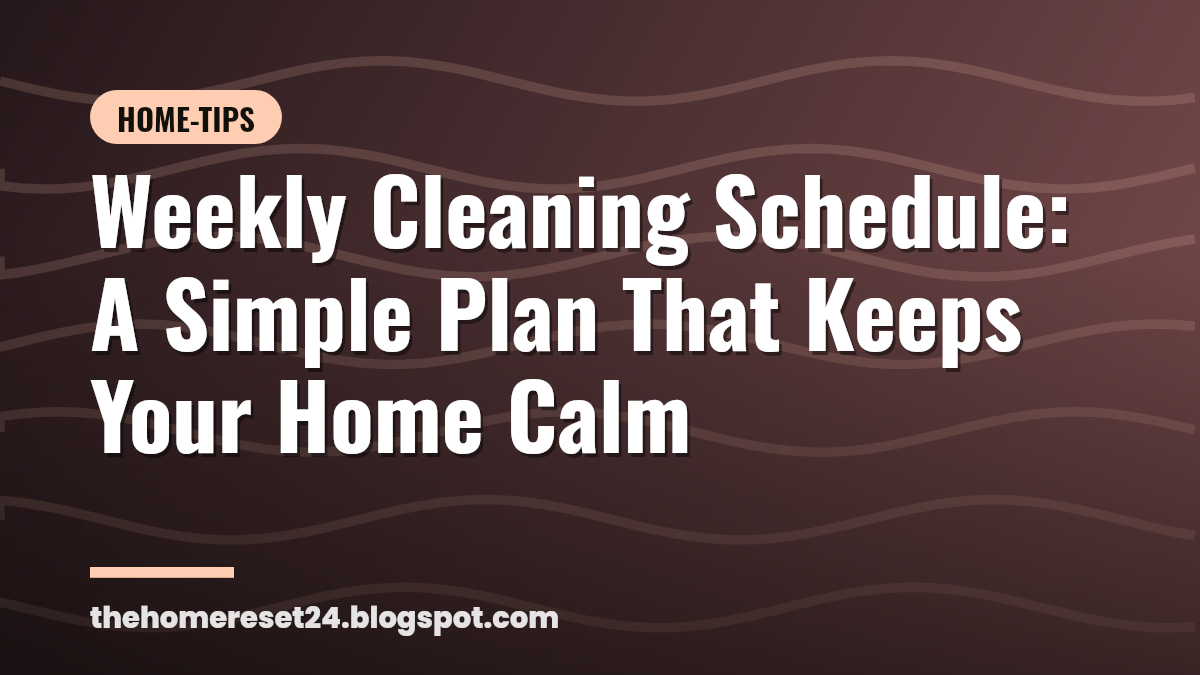 HOME-TIPS
Weekly Cleaning Schedule:
A Simple Plan That Keeps
Your Home Calm
thehomereset24.blogspot.com